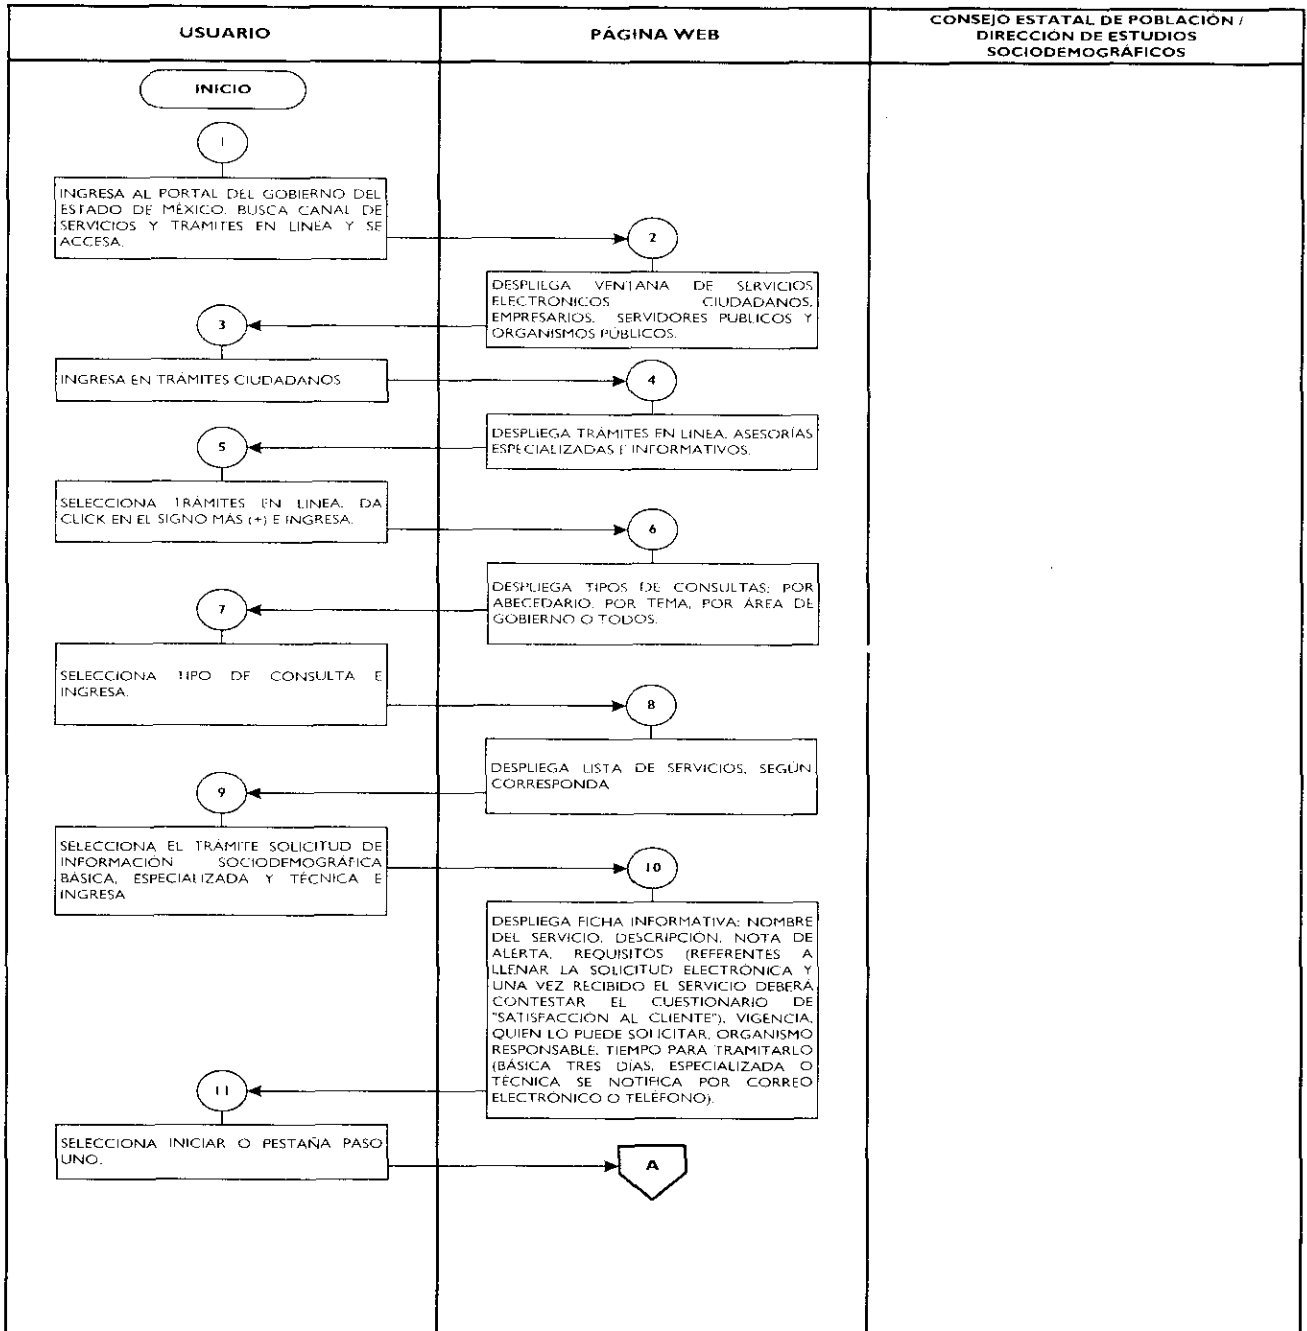 USUARIO
PÁGINA WEB
CONSEJO ESTATAL DE POBLACIÓN /
DIRECCIÓN DE ESTUDIOS
SOCIODEMOGRÁFICOS
INICIO
1
INGRESA AL PORTAL DEL GOBIERNO DEL
ESTADO DE MÉXICO. BUSCA CANAL DE
SERVICIOS Y TRAMITES EN LINEA Y SE
ACCESA.
2
DESPLIEGA VENTANA DE SERVICIOS
ELECTRONICOS CIUDADANOS,
EMPRESARIOS, SERVIDORES PUBLICOS Y
ORGANISMOS PÚBLICOS.
3
INGRESA EN TRÁMITES CIUDADANOS
4
DESPLIEGA TRÁMITES EN LINEA. ASESORÍAS
ESPECIALIZADAS E INFORMATIVOS.
5
SELECCIONA TRÁMITES EN LINEA. DA
CLICK EN EL SIGNO MÁS (+) E INGRESA.
6
DESPLIEGA TIPOS DE CONSULTAS: POR
ABECEDARIO. POR TEMA, POR ÁREA DE
GOBIERNO O TODOS.
7
SELECCIONA TIPO DE CONSULTA E
INGRESA.
8
DESPLIEGA LISTA DE SERVICIOS, SEGÚN
CORRESPONDA
9
SELECCIONA EL TRÁMITE SOLICITUD DE
INFORMACIÓN SOCIODEMOGRÁFICA
BÁSICA, ESPECIALIZADA Y TÉCNICA E
INGRESA
10
DESPLIEGA FICHA INFORMATIVA: NOMBRE
DEL SERVICIO, DESCRIPCIÓN, NOTA DE
ALERTA, REQUISITOS (REFERENTES A
LLENAR LA SOLICITUD ELECTRÓNICA Y
UNA VEZ RECIBIDO EL SERVICIO DEBERÁ
CONTESTAR EL CUESTIONARIO DE
"SATISFACCIÓN AL CLIENTE"), VIGENCIA,
QUIEN LO PUEDE SOLICITAR, ORGANISMO
RESPONSABLE, TIEMPO PARA TRAMITARLO
(BÁSICA TRES DÍAS, ESPECIALIZADA O
TÉCNICA SE NOTIFICA POR CORREO
ELECTRÓNICO O TELÉFONO).
11
SELECCIONA INICIAR O PESTAÑA PASO
UNO.
A